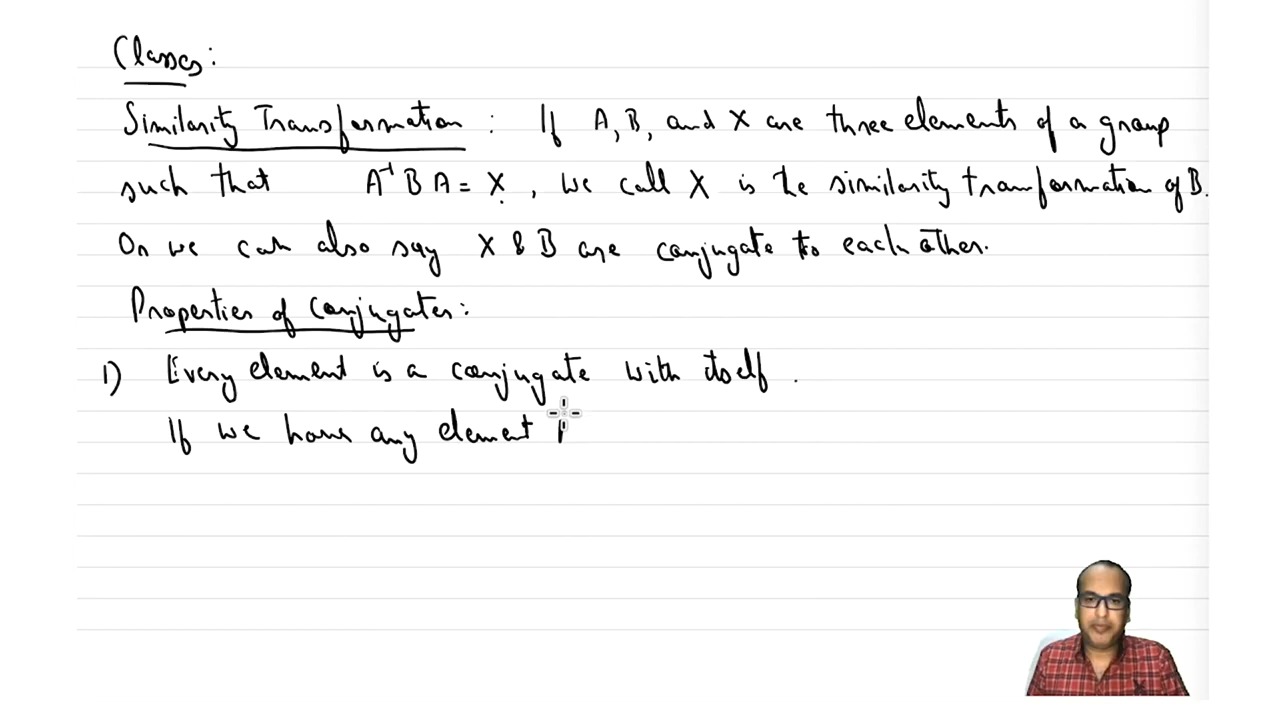 Classes:
Similarity Transformation : If A, B, and X are three elements of a group
such that A⁻¹ B A = X , we call X is the similarity transformation of B.
Or we can also say X & B are conjugate to each other.
Properties of Conjugates:
1) Every element is a conjugate with itself .
If we have any element